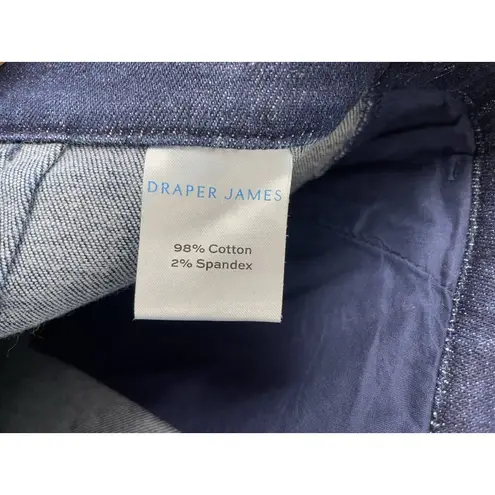 DRAPER JAMES
98% Cotton
2% Spandex